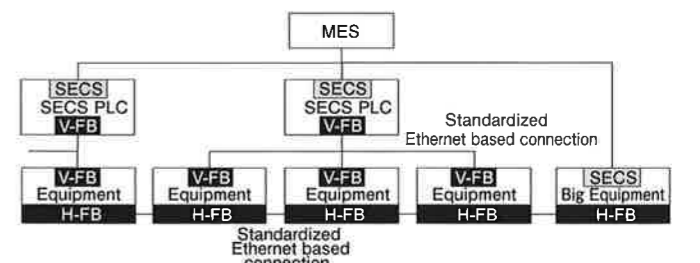 MES
SECS
SECS PLC
V-FB
SECS
SECS PLC
V-FB
Standardized
Ethernet based connection
V-FB
Equipment
H-FB
V-FB
Equipment
H-FB
V-FB
Equipment
H-FB
V-FB
Equipment
H-FB
SECS
Big Equipment
H-FB
Standardized
Ethernet based
connection